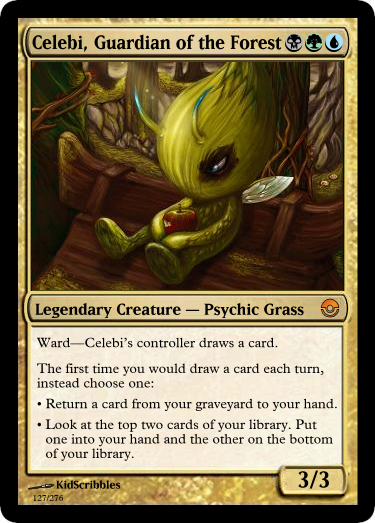 Celebi, Guardian of the Forest
Legendary Creature — Psychic Grass
Ward—Celebi's controller draws a card.
The first time you would draw a card each turn,
instead choose one:
• Return a card from your graveyard to your hand.
• Look at the top two cards of your library. Put
one into your hand and the other on the bottom
of your library.
KidScribbles
3/3
127/276